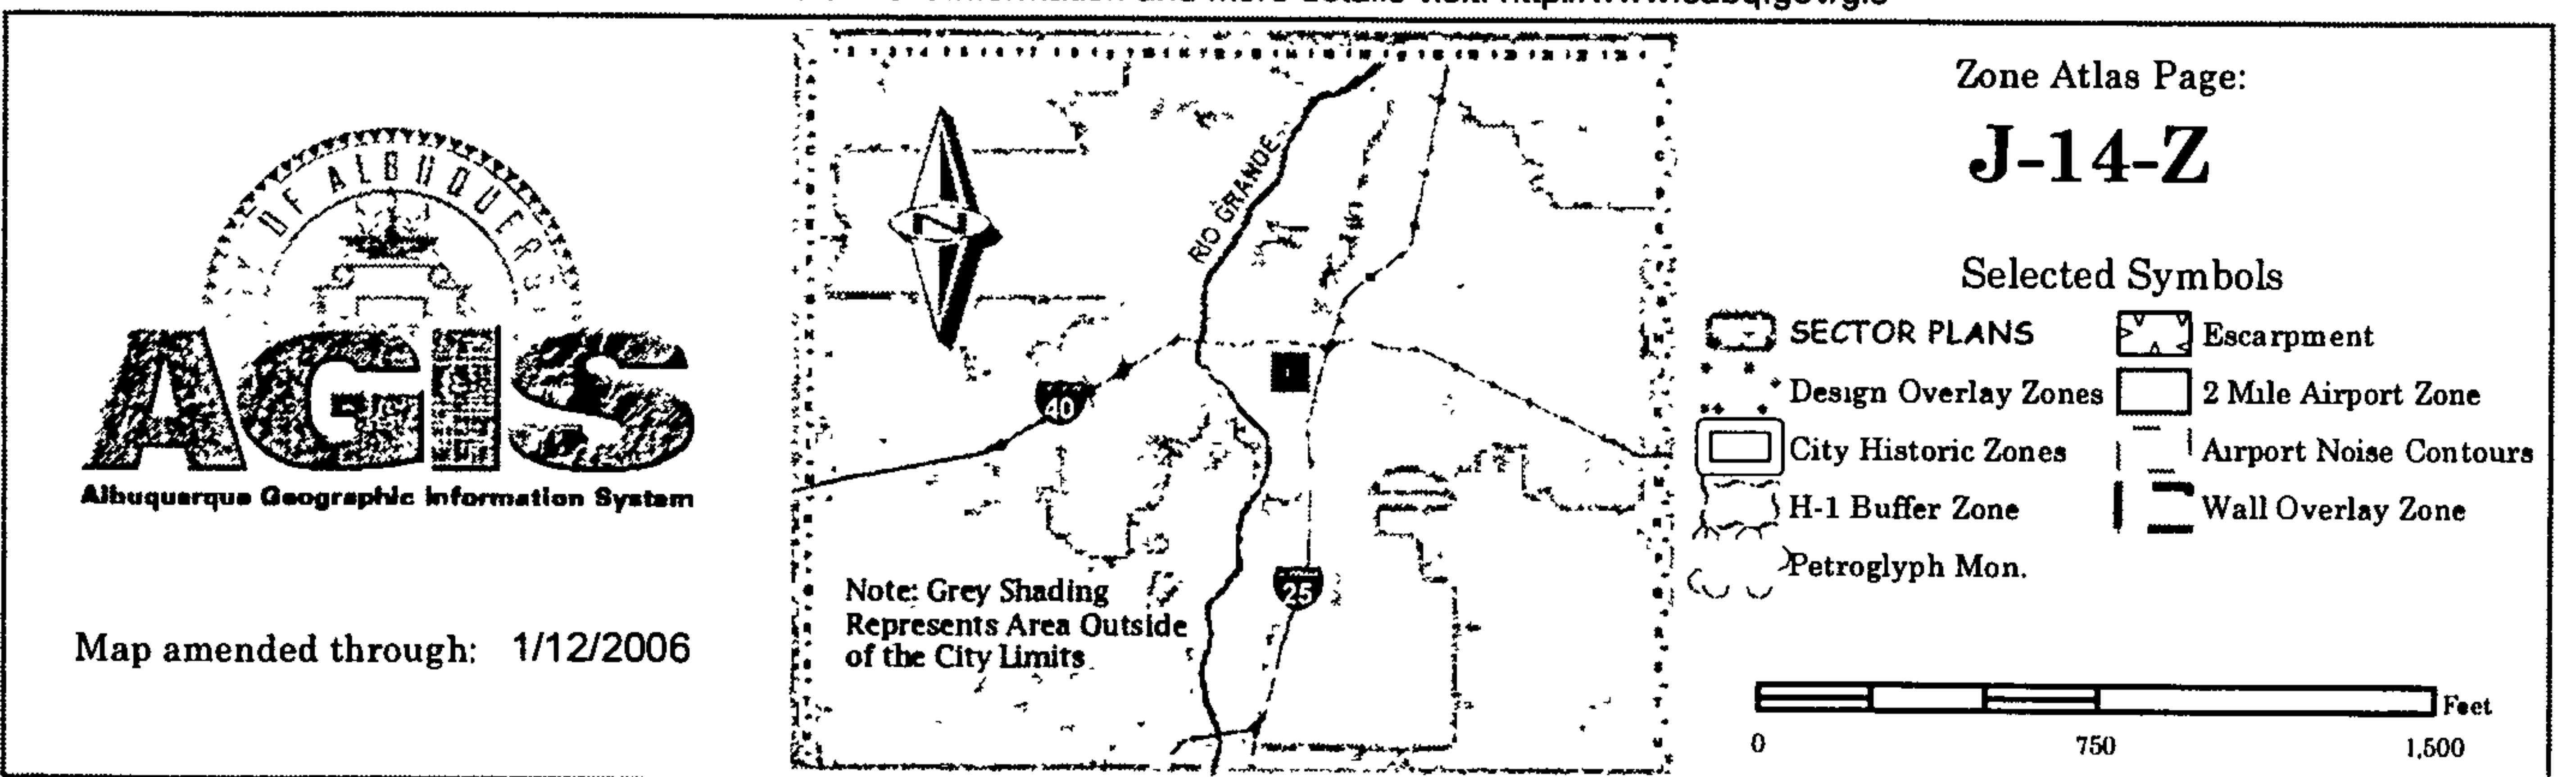 Zone Atlas Page:
J-14-Z
OF ALBUQUERQ
AGIS
Albuquerque Geographic Information System
Map amended through: 1/12/2006
N
RIO GRANDE
40
25
Note: Grey Shading
Represents Area Outside
of the City Limits
Selected Symbols
SECTOR PLANS
Design Overlay Zones
City Historic Zones
H-1 Buffer Zone
Petroglyph Mon.
Escarpment
2 Mile Airport Zone
Airport Noise Contours
Wall Overlay Zone
Feet
0 750 1,500